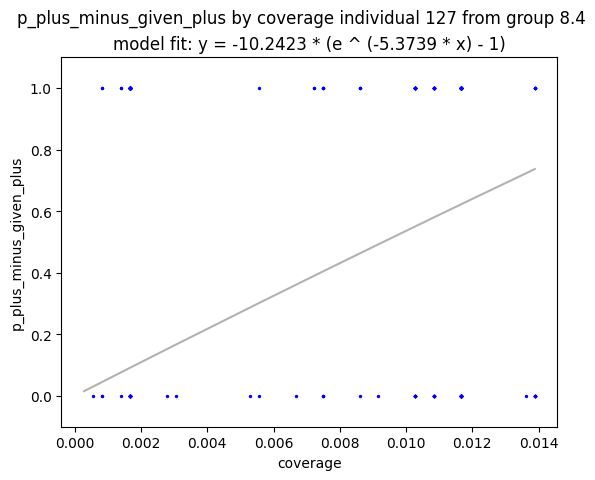 p_plus_minus_given_plus by coverage individual 127 from group 8.4
model fit: y = -10.2423 * (e ^ (-5.3739 * x) - 1)
p_plus_minus_given_plus
1.0
0.8
0.6
0.4
0.2
0.0
0.000 0.002 0.004 0.006 0.008 0.010 0.012 0.014
coverage